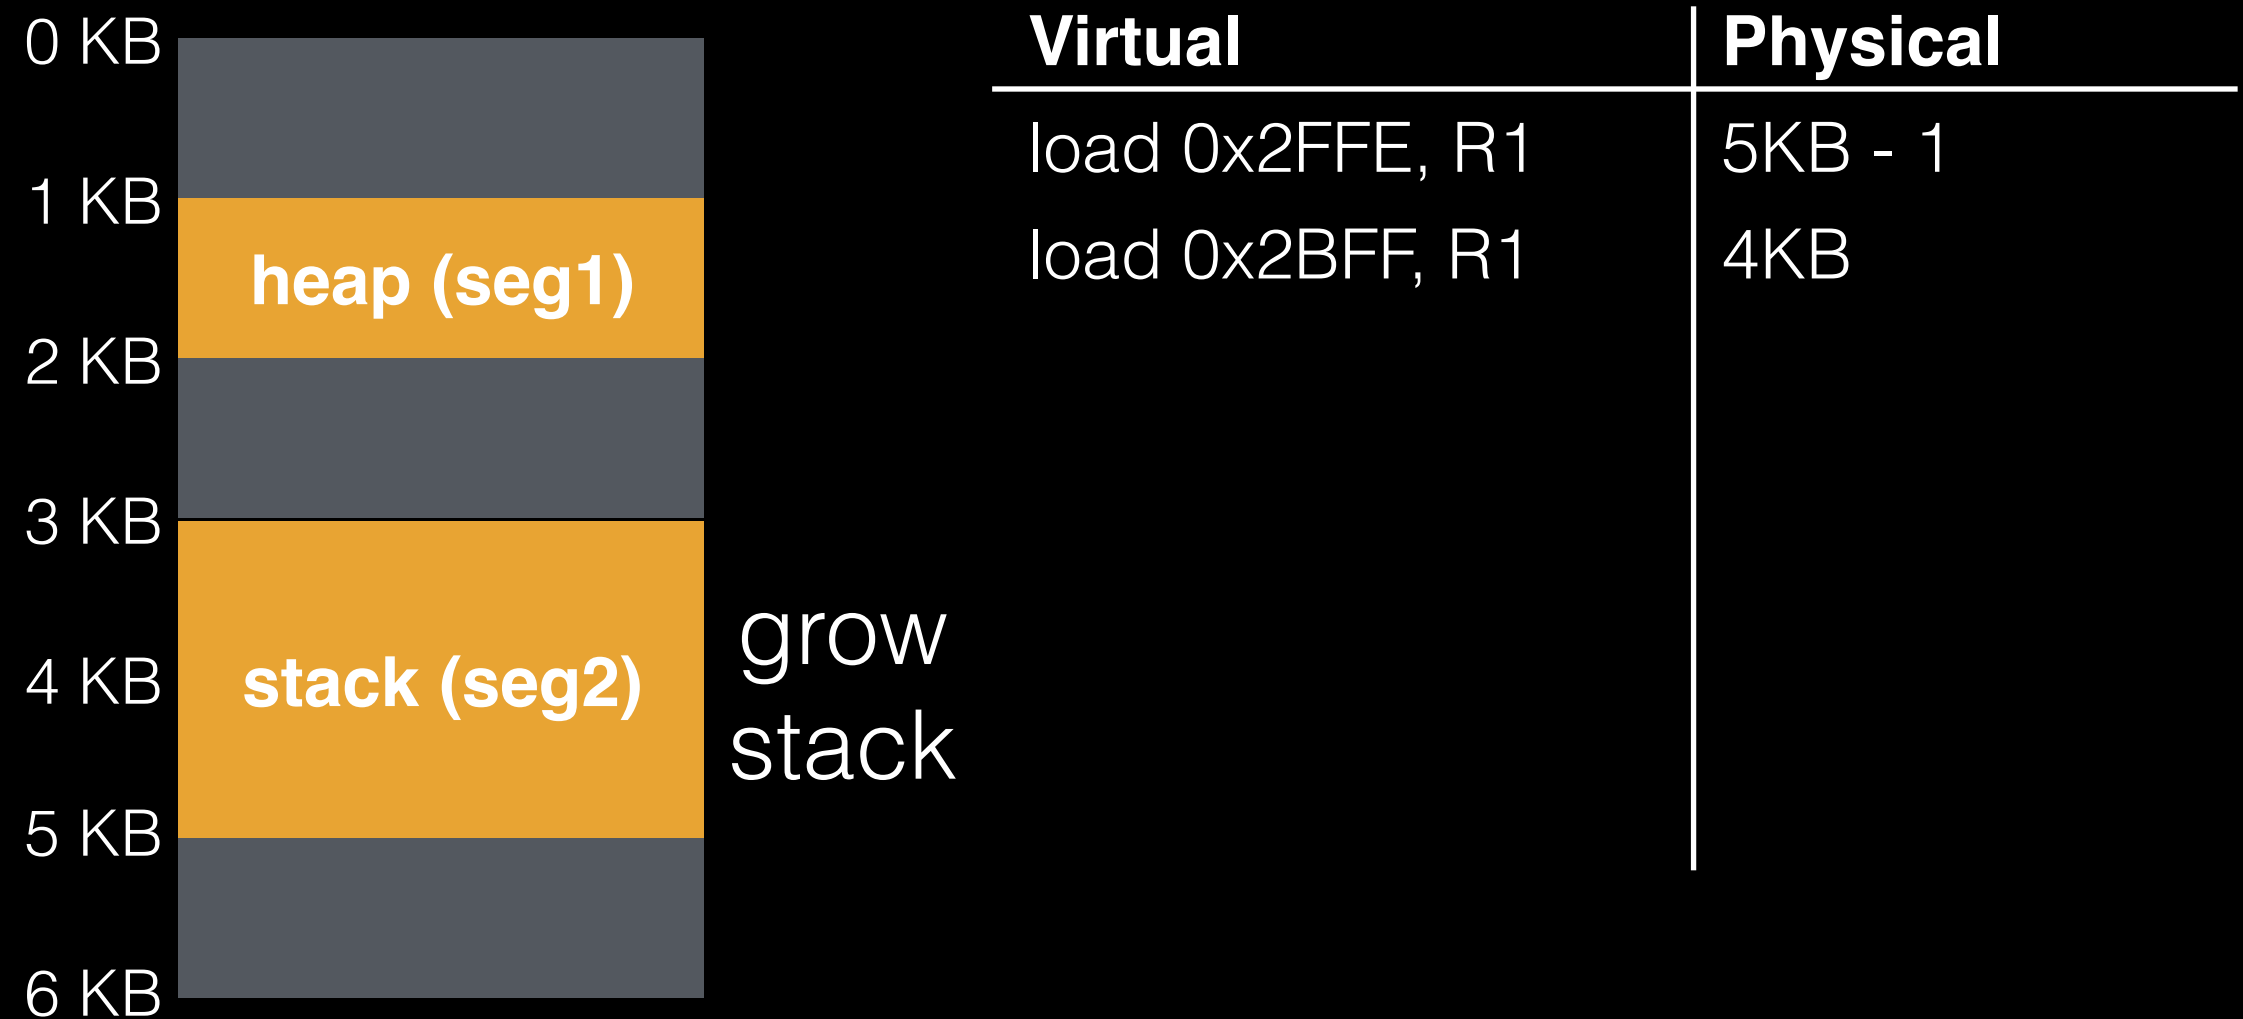 0 KB
1 KB
heap (seg1)
2 KB
3 KB
4 KB
stack (seg2)
5 KB
6 KB
grow
stack
Virtual Physical
load 0x2FFE, R1 5KB - 1
load 0x2BFF, R1 4KB